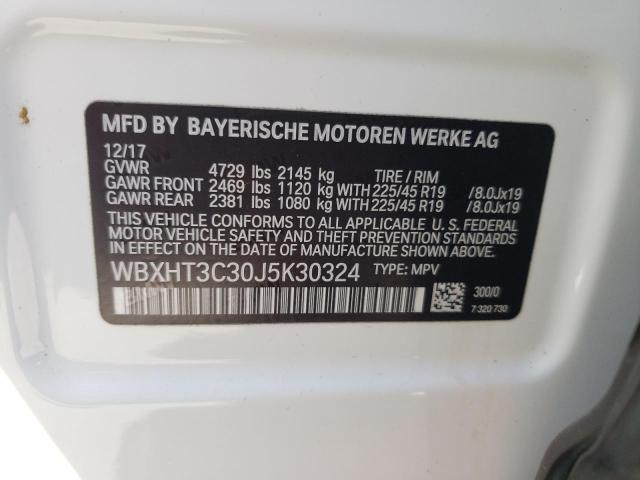 MFD BY BAYERISCHE MOTOREN WERKE AG
12/17
GVWR 4729 lbs 2145 kg TIRE / RIM
GAWR FRONT 2469 lbs 1120 kg WITH 225/45 R19 /8.0Jx19
GAWR REAR 2381 lbs 1080 kg WITH 225/45 R19 /8.0Jx19
THIS VEHICLE CONFORMS TO ALL APPLICABLE U. S. FEDERAL
MOTOR VEHICLE SAFETY AND THEFT PREVENTION STANDARDS
IN EFFECT ON THE DATE OF MANUFACTURE SHOWN ABOVE.
WBXHT3C30J5K30324 TYPE: MPV
300/0
7 320 730